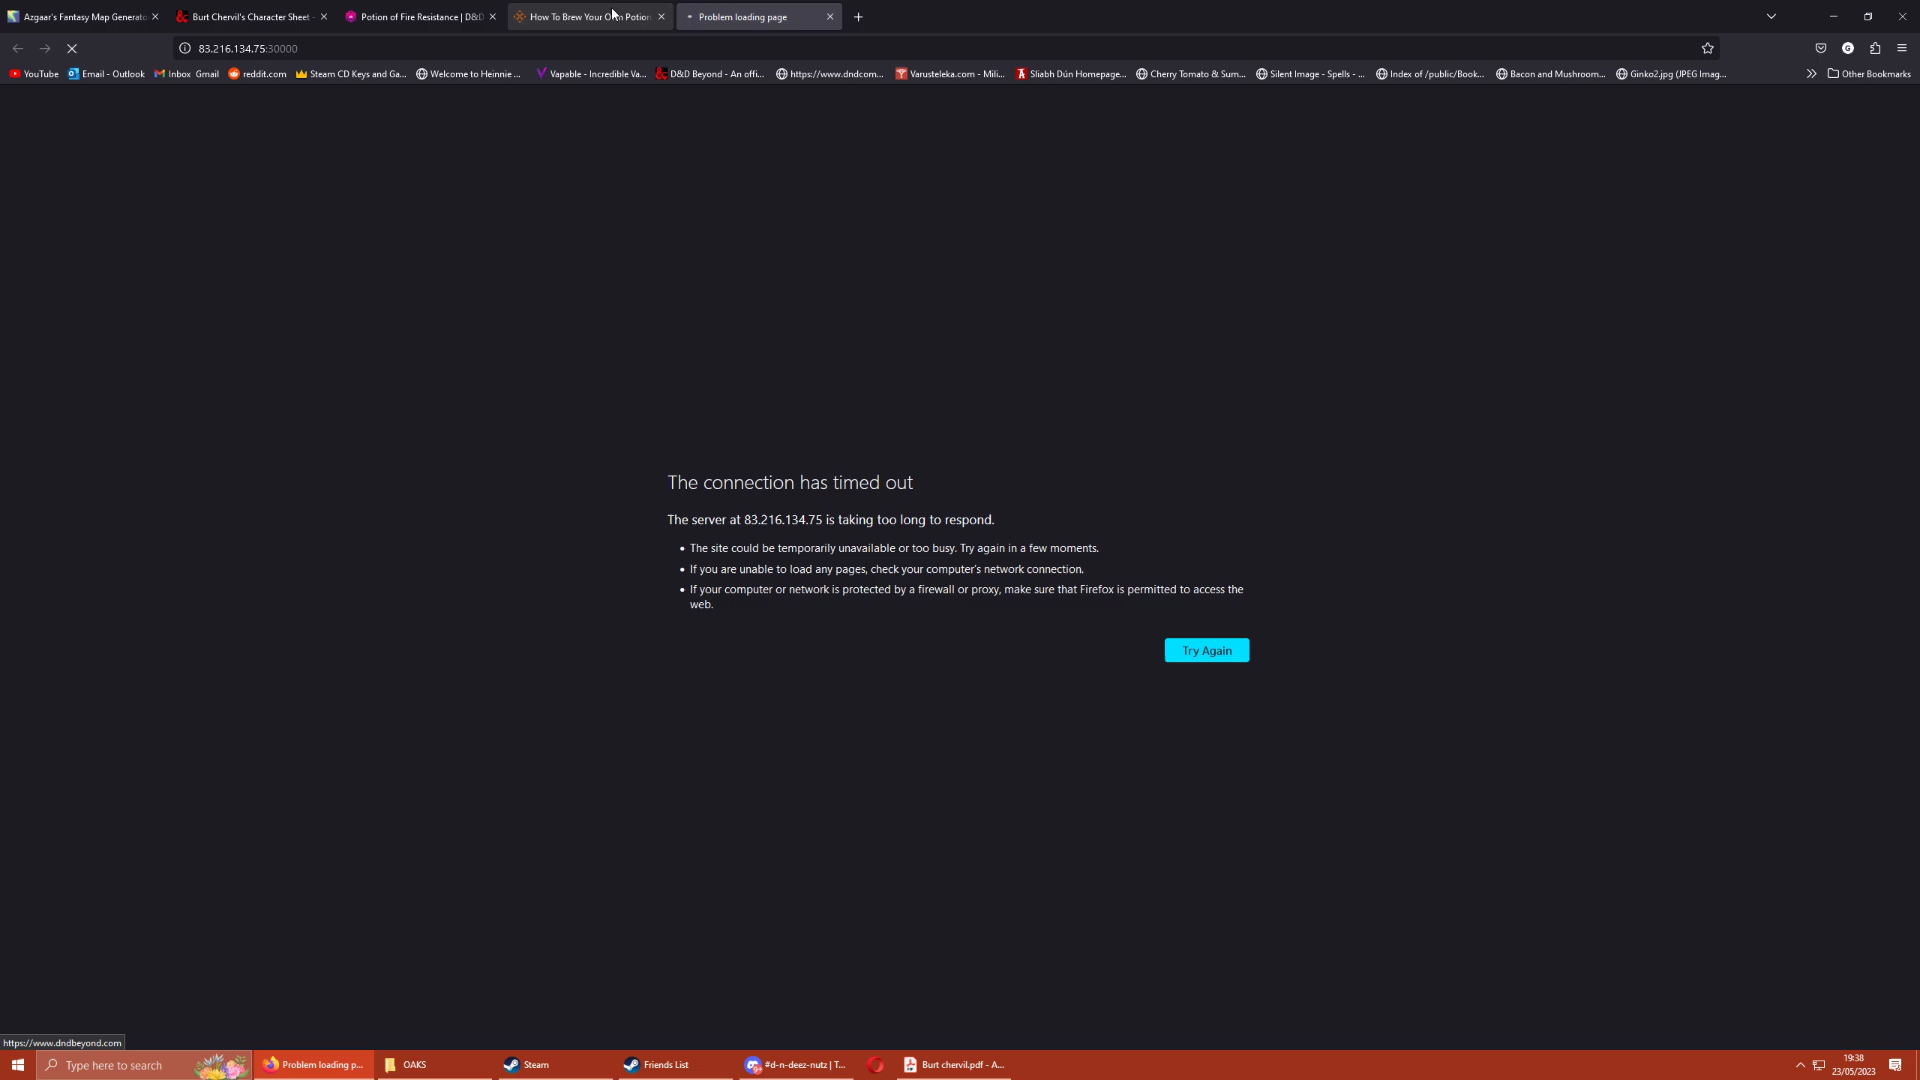 Azgaar's Fantasy Map Generato
Burt Chervil's Character Sheet -
Potion of Fire Resistance | D&D
How To Brew Your Own Potion
Problem loading page
83.216.134.75:30000
YouTube
Email - Outlook
Inbox Gmail
reddit.com
Steam CD Keys and Ga...
Welcome to Heinnie ...
Vapable - Incredible Va...
D&D Beyond - An offi...
https://www.dndcom...
Varusteleka.com - Mili...
Sliabh Dún Homepage...
Cherry Tomato & Sum...
Silent Image - Spells - ...
Index of /public/Book...
Bacon and Mushroom...
Ginko2.jpg (JPEG Imag...
Other Bookmarks
The connection has timed out
The server at 83.216.134.75 is taking too long to respond.
The site could be temporarily unavailable or too busy. Try again in a few moments.
If you are unable to load any pages, check your computer's network connection.
If your computer or network is protected by a firewall or proxy, make sure that Firefox is permitted to access the
web.
Try Again
https://www.dndbeyond.com
Type here to search
Problem loading p...
OAKS
Steam
Friends List
#d-n-deez-nutz | T...
Burt chervil.pdf - A...
19:38
23/05/2023